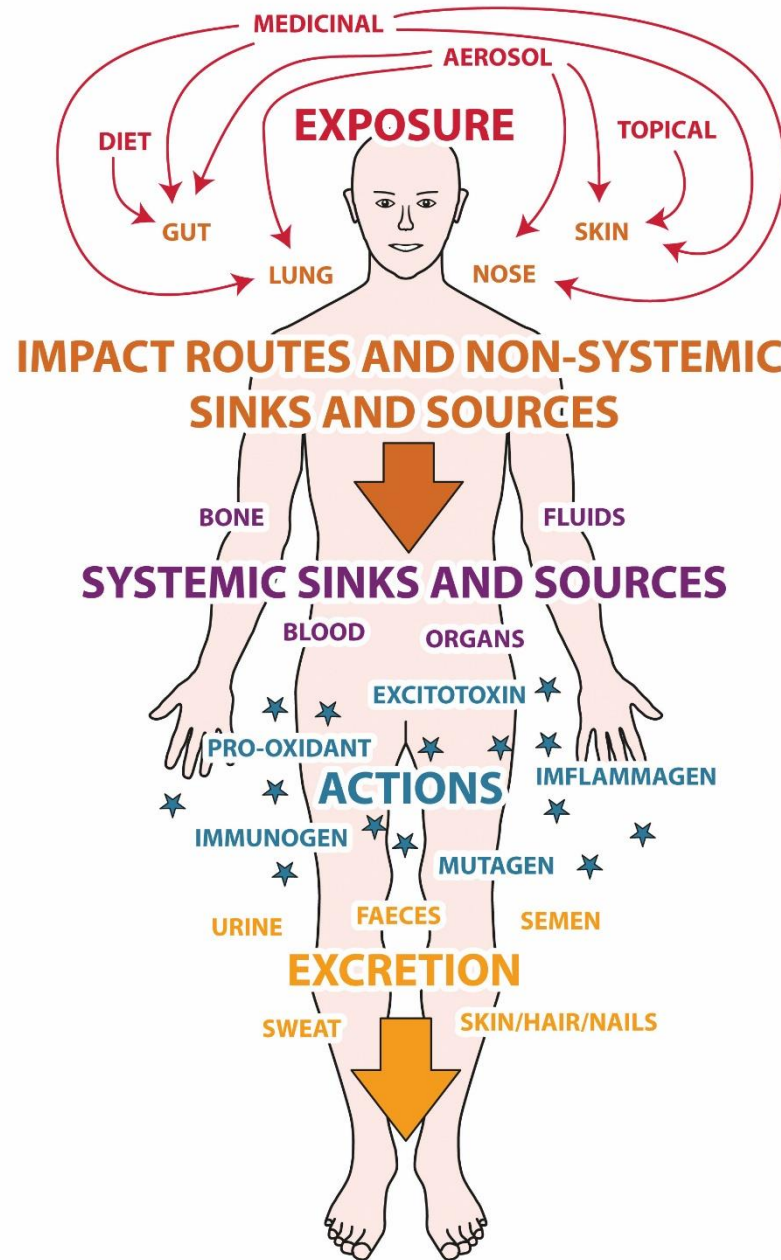 MEDICINAL
AEROSOL
EXPOSURE
DIET
TOPICAL
GUT
SKIN
LUNG
NOSE
IMPACT ROUTES AND NON-SYSTEMIC
SINKS AND SOURCES
BONE
FLUIDS
SYSTEMIC SINKS AND SOURCES
BLOOD
ORGANS
EXCITOTOXIN
PRO-OXIDANT
IMFLAMMAGEN
ACTIONS
IMMUNOGEN
MUTAGEN
URINE
FAECES
SEMEN
EXCRETION
SWEAT
SKIN/HAIR/NAILS